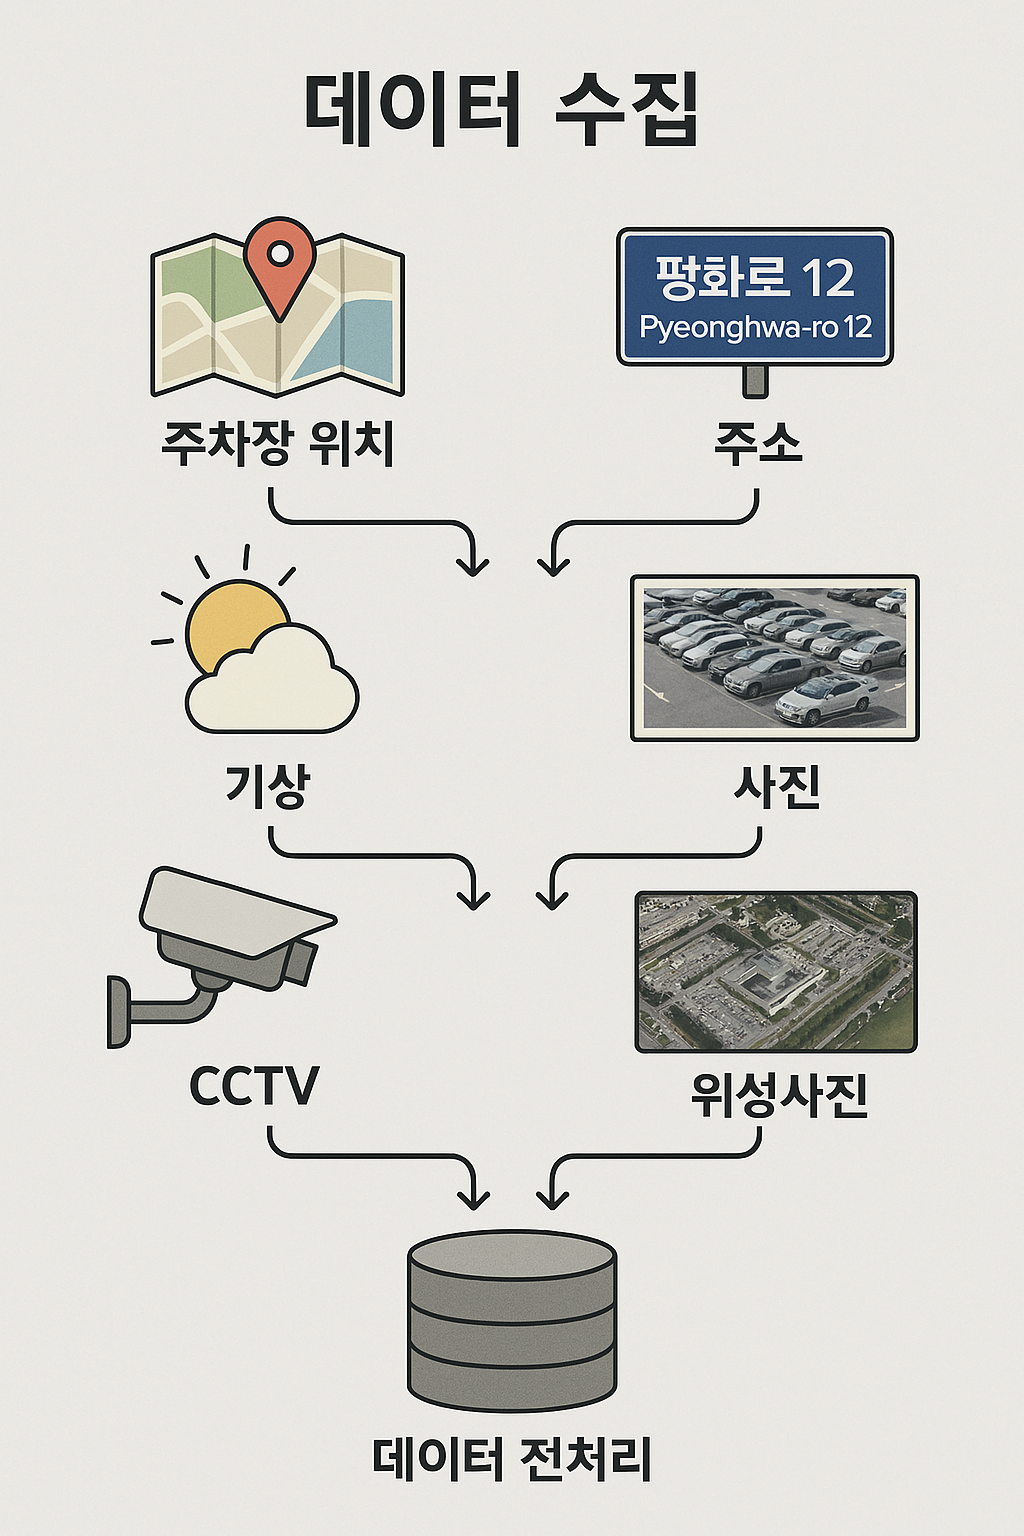 데이터 수집
펑화로 12
Pyeonghwa-ro 12
주차장 위치
주소
기상
사진
CCTV
위성사진
데이터 전처리